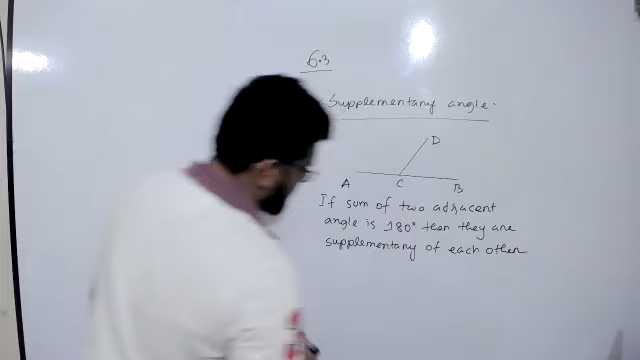 6.3
Supplementary angle.
D
A C B
If sum of two adjacent
angle is 180° then they are
supplementary of each other